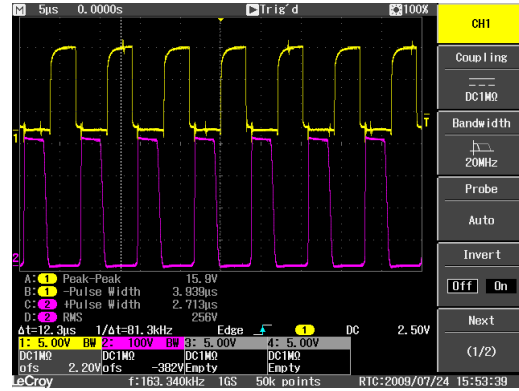 M 5µs 0.0000s Trig'd 100%
CH1
Coupling
DC1MΩ
Bandwidth
20MHz
Probe
Auto
Invert
Off On
Next
(1/2)
T
1
2
A: 1 Peak-Peak 15.9V
B: 1 -Pulse Width 3.939µs
C: 2 +Pulse Width 2.713µs
D: 2 RMS 256V
Δt=12.3µs 1/Δt=81.3kHz Edge 1 DC 2.50V
1: 5.00V BW 2: 100V BW 3: 5.00V 4: 5.00V
DC1MΩ DC1MΩ DC1MΩ DC1MΩ
ofs 2.20V ofs -382V Empty Empty
LeCroy f:163.340kHz 1GS 50k points RTC:2009/07/24 15:53:39